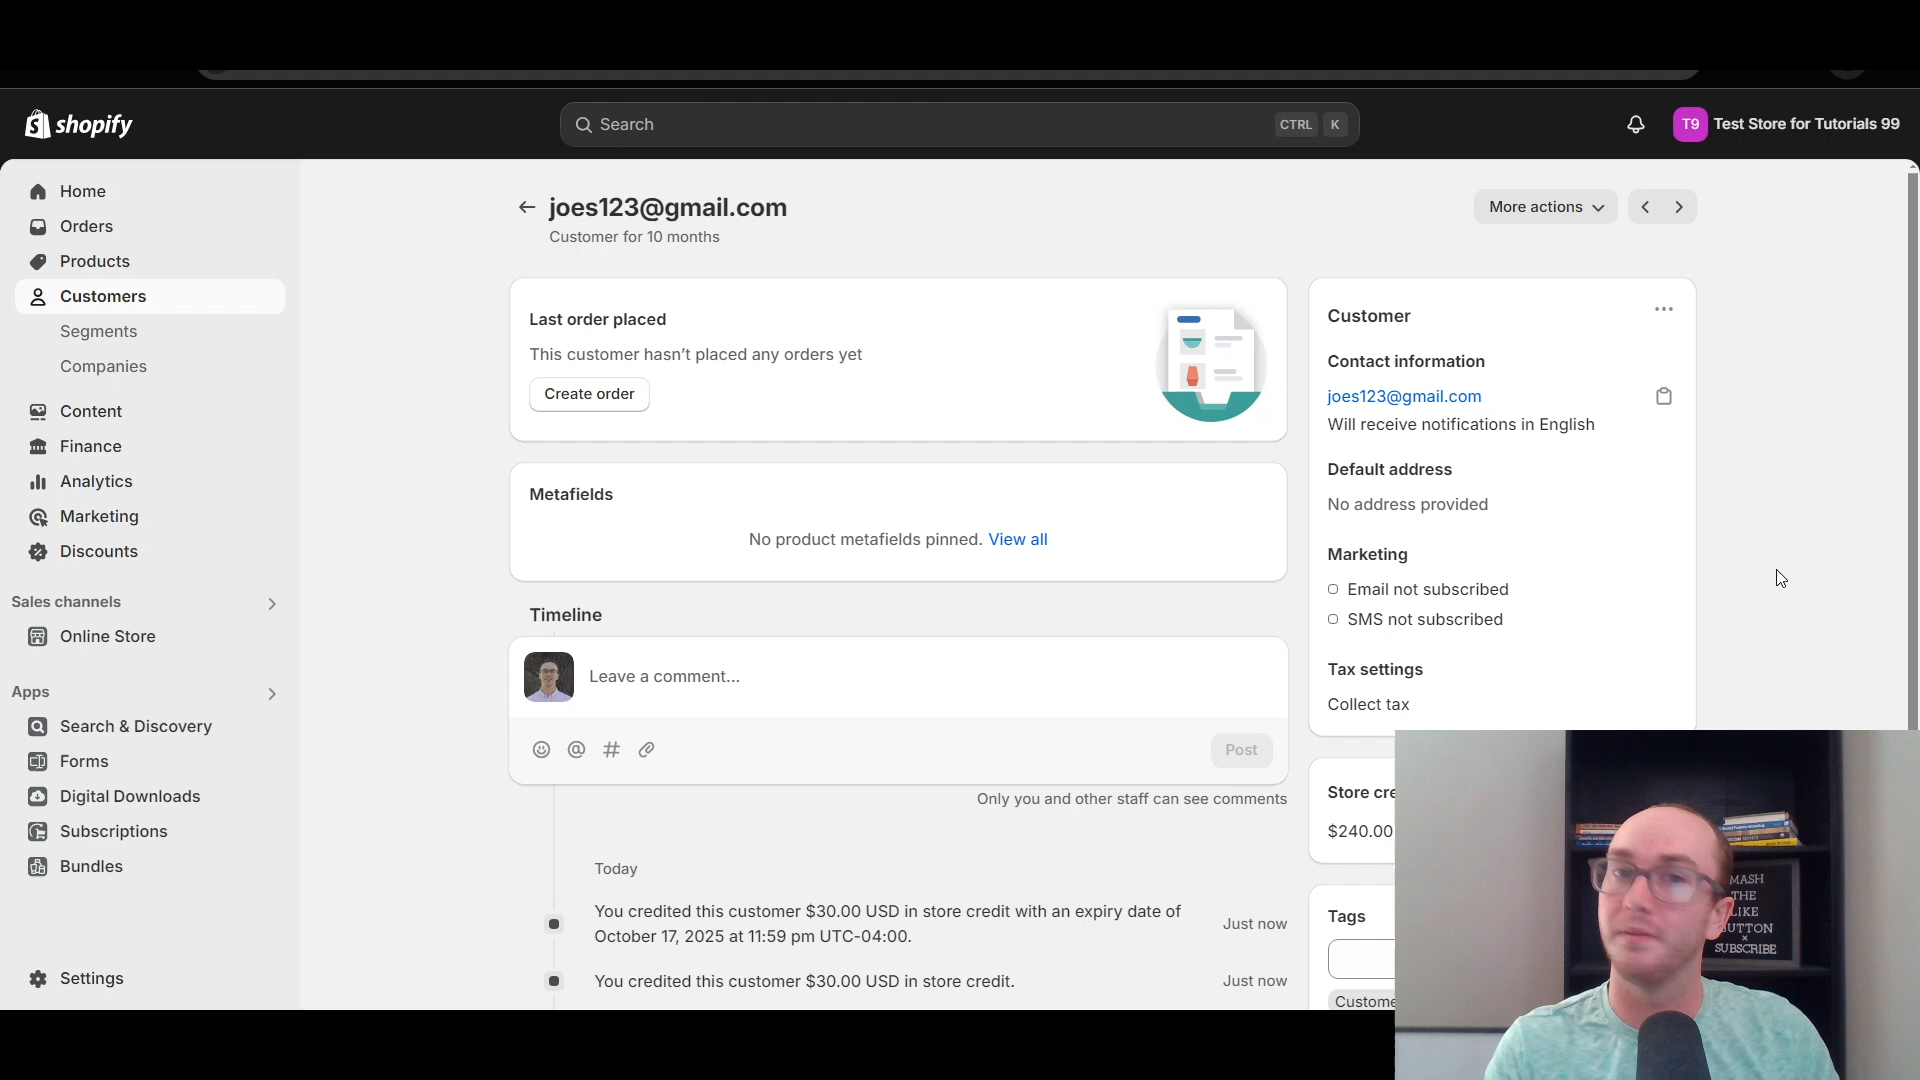 shopify
Search
CTRL K
T9
Test Store for Tutorials 99
Home
Orders
Products
Customers
Segments
Companies
Content
Finance
Analytics
Marketing
Discounts
Sales channels
Online Store
Apps
Search & Discovery
Forms
Digital Downloads
Subscriptions
Bundles
Settings
joes123@gmail.com
Customer for 10 months
More actions
Last order placed
This customer hasn't placed any orders yet
Create order
Metafields
No product metafields pinned. View all
Timeline
Leave a comment...
Post
Only you and other staff can see comments
Today
You credited this customer $30.00 USD in store credit with an expiry date of
October 17, 2025 at 11:59 pm UTC-04:00.
Just now
You credited this customer $30.00 USD in store credit.
Just now
Customer
Contact information
joes123@gmail.com
Will receive notifications in English
Default address
No address provided
Marketing
Email not subscribed
SMS not subscribed
Tax settings
Collect tax
Store cre
$240.00
Tags
Custome
MASH
THE
LIKE
BUTTON
×
SUBSCRIBE